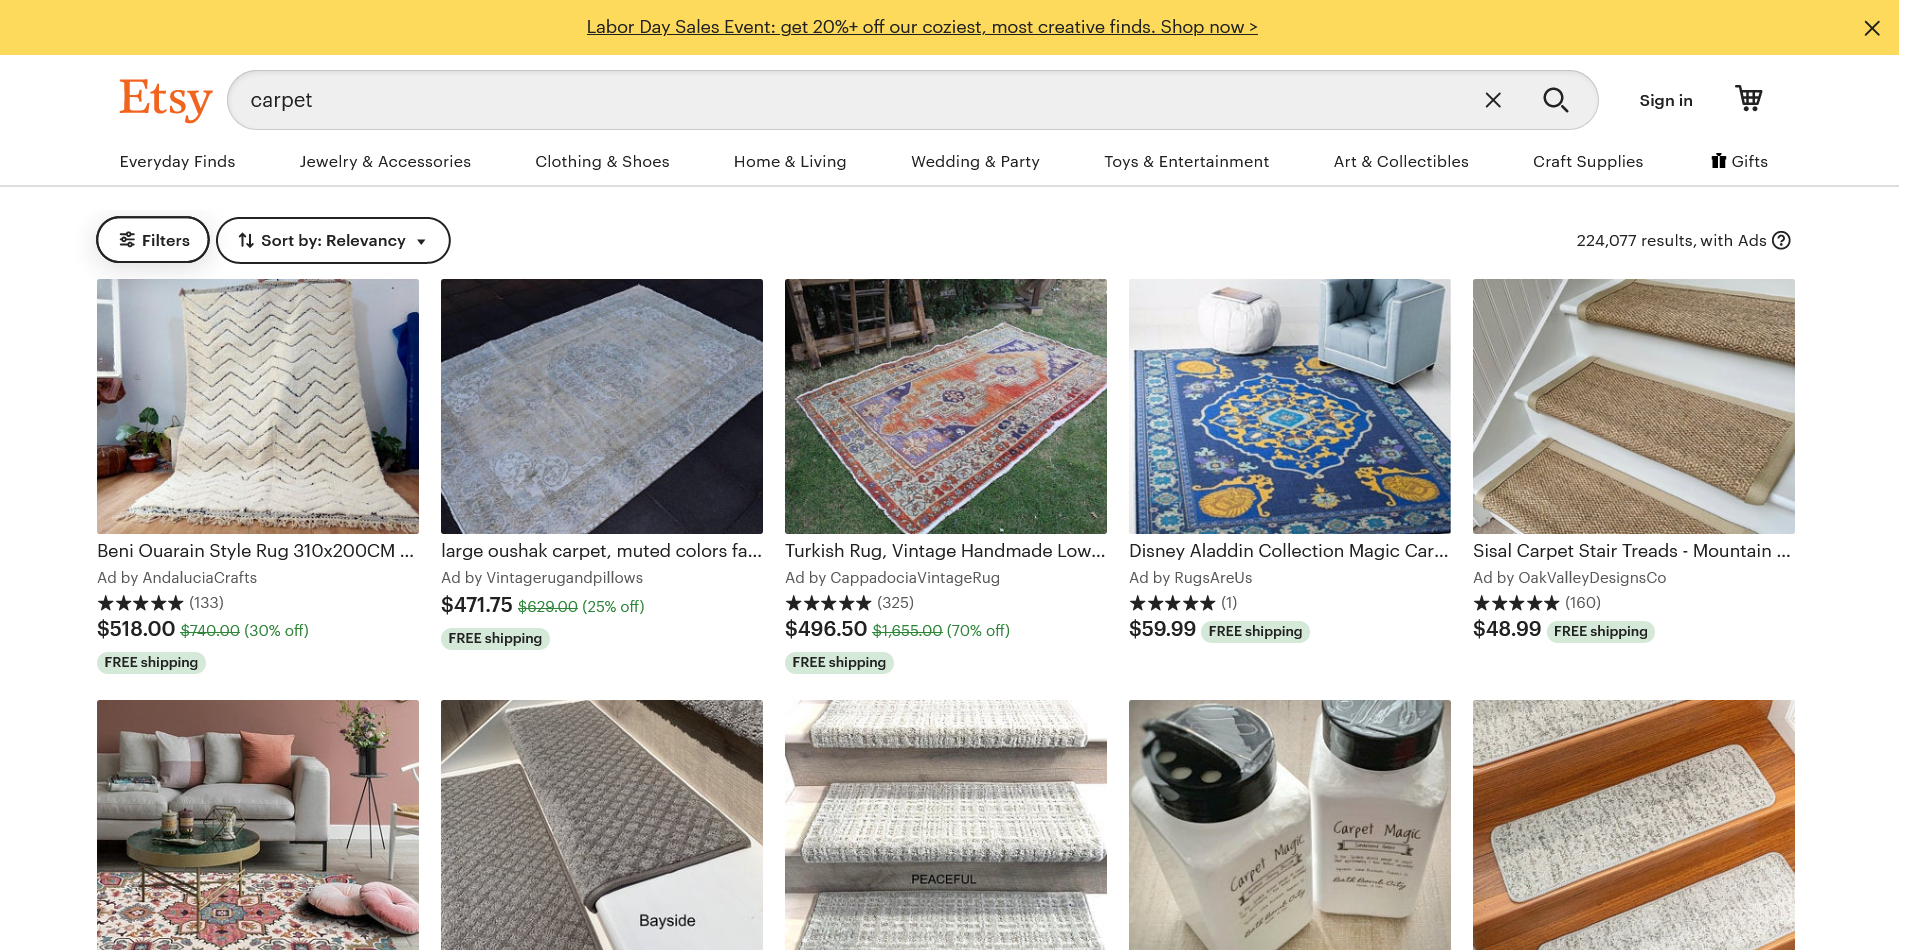 Labor Day Sales Event: get 20%+ off our coziest, most creative finds. Shop now >
Etsy
carpet
Sign in
Everyday Finds
Jewelry & Accessories
Clothing & Shoes
Home & Living
Wedding & Party
Toys & Entertainment
Art & Collectibles
Craft Supplies
Gifts
Filters
Sort by: Relevancy
224,077 results, with Ads
Beni Ouarain Style Rug 310x200CM ...
Ad by AndaluciaCrafts
(133)
$518.00 $740.00 (30% off)
FREE shipping
large oushak carpet, muted colors fa...
Ad by Vintagerugandpillows
$471.75 $629.00 (25% off)
FREE shipping
Turkish Rug, Vintage Handmade Low...
Ad by CappadociaVintageRug
(325)
$496.50 $1,655.00 (70% off)
FREE shipping
Disney Aladdin Collection Magic Car...
Ad by RugsAreUs
(1)
$59.99 FREE shipping
Sisal Carpet Stair Treads - Mountain ...
Ad by OakValleyDesignsCo
(160)
$48.99 FREE shipping
Bayside
PEACEFUL
Carpet Magic
Bath Bomb City
Carpet Magic
Bath Bomb City